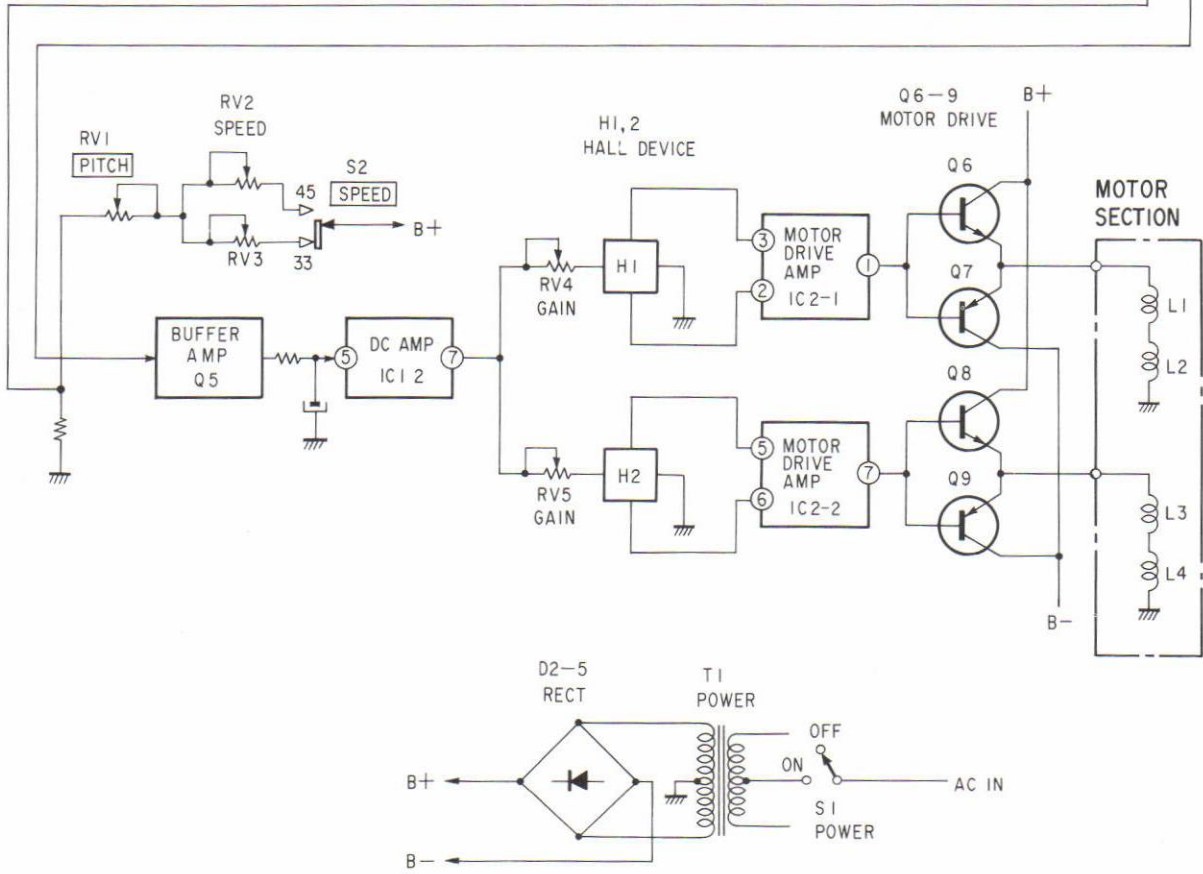 RV2
SPEED
RV1
PITCH
45
S2
SPEED
B+
RV3
33
H1,2
HALL DEVICE
Q6-9
MOTOR DRIVE
B+
Q6
MOTOR
SECTION
RV4
GAIN
H1
3
2
MOTOR
DRIVE
AMP
IC2-1
1
Q7
L1
L2
BUFFER
AMP
Q5
5
DC AMP
IC1 2
7
Q8
RV5
GAIN
H2
5
6
MOTOR
DRIVE
AMP
IC2-2
7
Q9
L3
L4
B-
D2-5
RECT
T1
POWER
OFF
ON
S1
POWER
AC IN
B+
B-